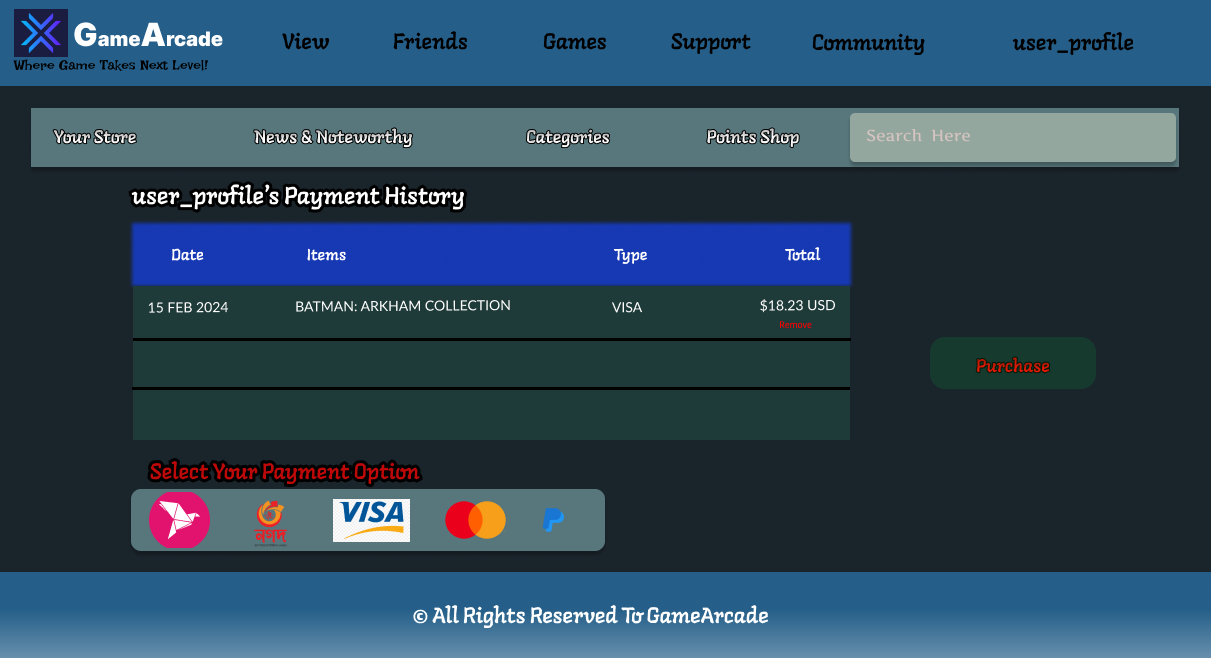 GameArcade
Where Game Takes Next Level!
View Friends Games Support Community user_profile
Your Store News & Noteworthy Categories Points Shop Search Here
user_profile's Payment History
Date Items Type Total
15 FEB 2024 BATMAN: ARKHAM COLLECTION VISA $18.23 USD
Remove
Purchase
Select Your Payment Option
VISA
নগদ
© All Rights Reserved To GameArcade